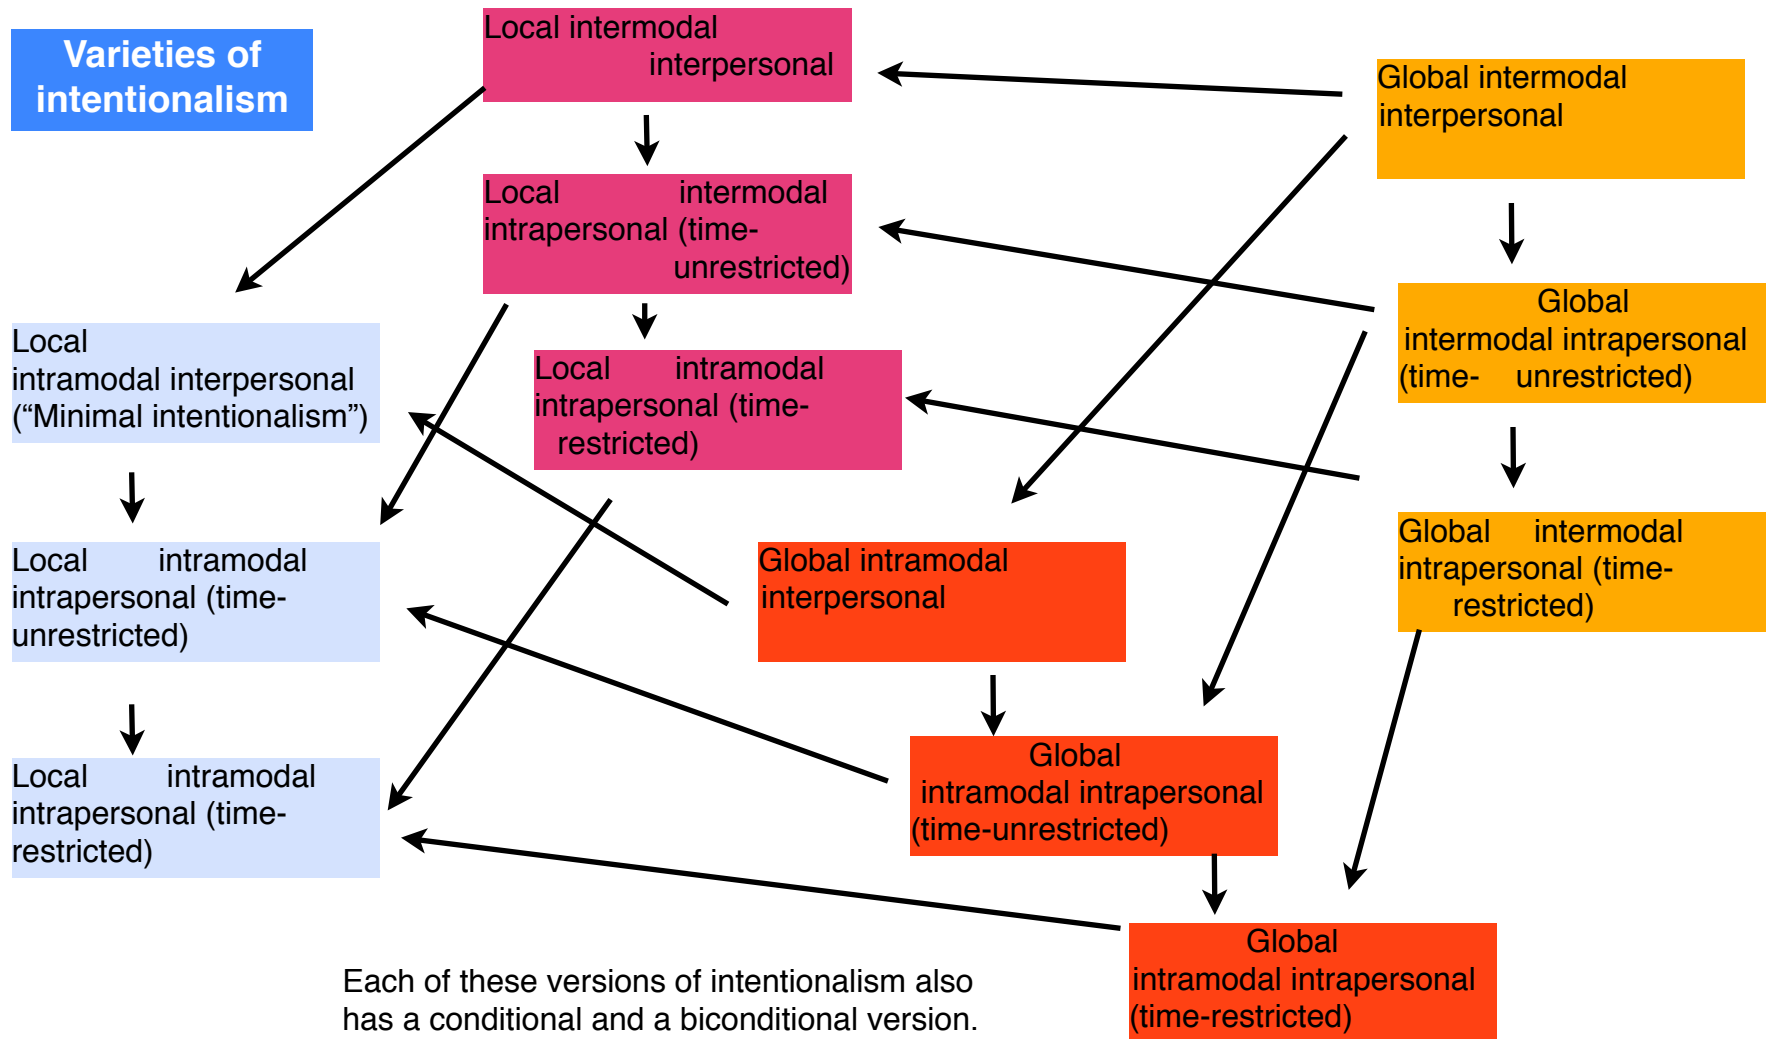 Varieties of
intentionalism
Local intermodal
interpersonal
Global intermodal
interpersonal
Local intermodal
intrapersonal (time-
unrestricted)
Global
intermodal intrapersonal
(time- unrestricted)
Local
intramodal interpersonal
(“Minimal intentionalism”)
Local intramodal
intrapersonal (time-
restricted)
Global intermodal
intrapersonal (time-
restricted)
Local intramodal
intrapersonal (time-
unrestricted)
Global intramodal
interpersonal
Local intramodal
intrapersonal (time-
restricted)
Global
intramodal intrapersonal
(time-unrestricted)
Global
intramodal intrapersonal
(time-restricted)
Each of these versions of intentionalism also
has a conditional and a biconditional version.